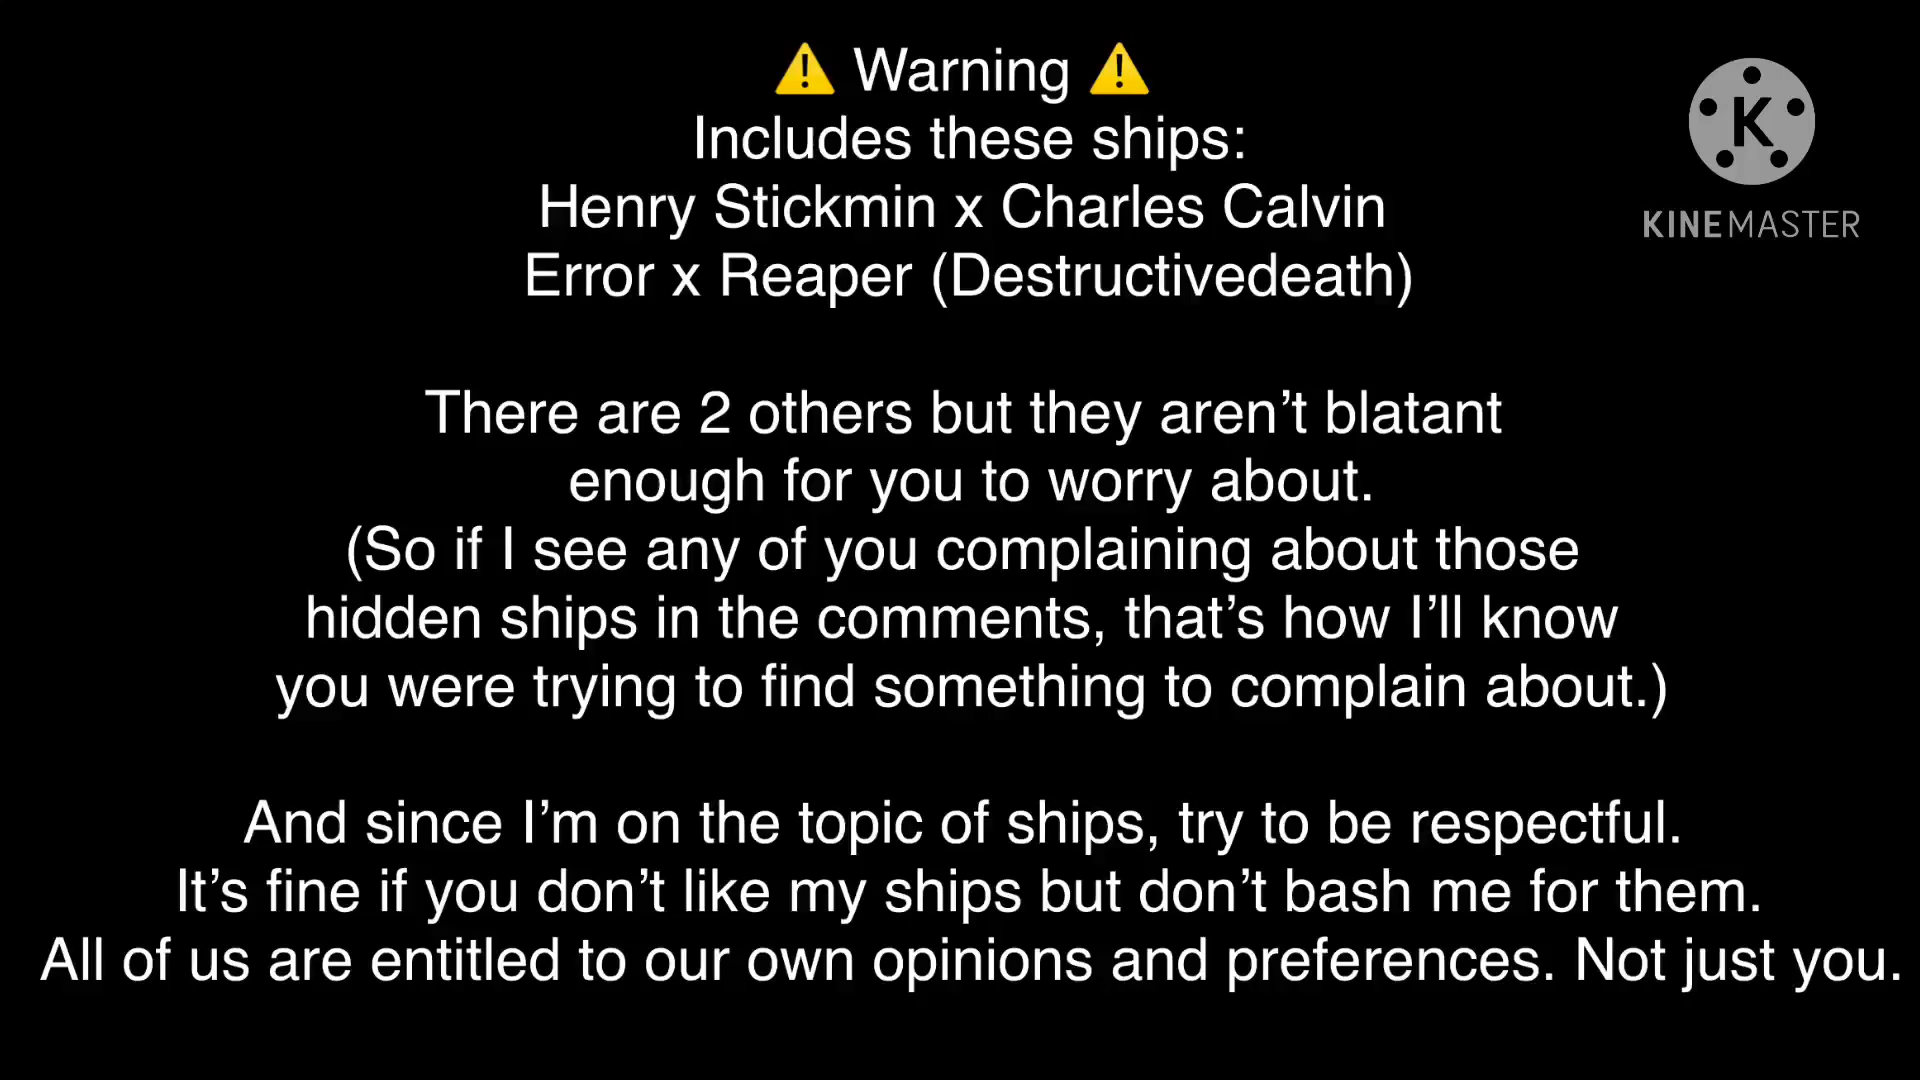 ⚠️ Warning ⚠️
Includes these ships:
Henry Stickmin x Charles Calvin
Error x Reaper (Destructivedeath)
There are 2 others but they aren’t blatant
enough for you to worry about.
(So if I see any of you complaining about those
hidden ships in the comments, that’s how I’ll know
you were trying to find something to complain about.)
And since I’m on the topic of ships, try to be respectful.
It’s fine if you don’t like my ships but don’t bash me for them.
All of us are entitled to our own opinions and preferences. Not just you.
K
KINEMASTER